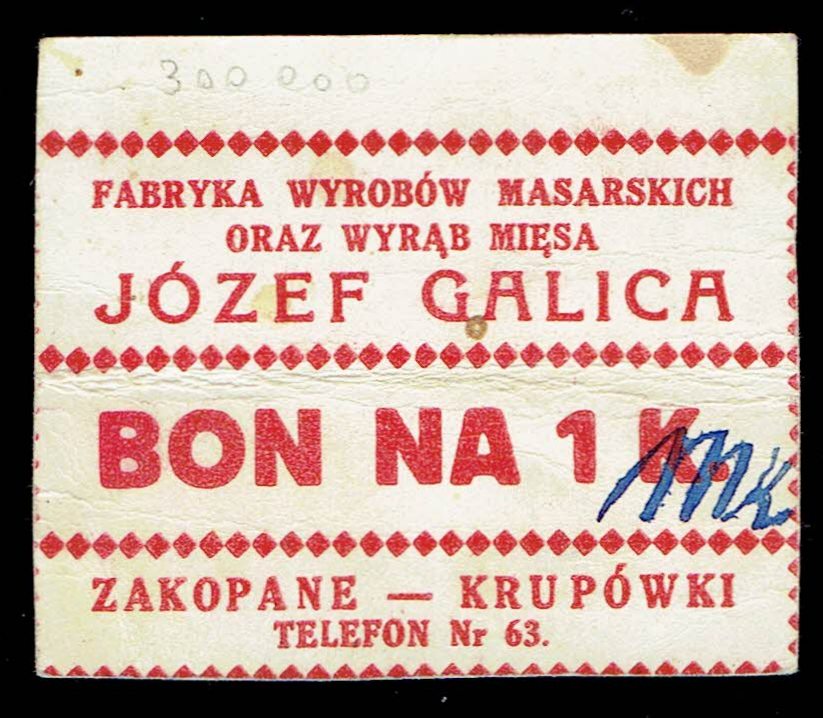 300 000
FABRYKA WYROBÓW MASARSKICH
ORAZ WYRĄB MIĘSA
JÓZEF GALICA
BON NA 1 K.
1 Mk
ZAKOPANE — KRUPÓWKI
TELEFON Nr 63.